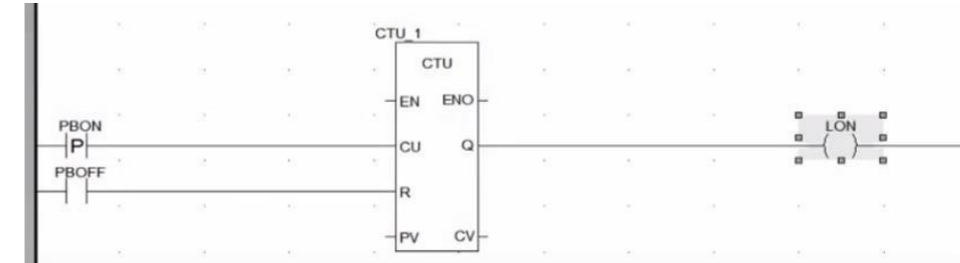 CTU_1
CTU
EN ENO
PBON
P
CU Q
LON
PBOFF
R
PV CV